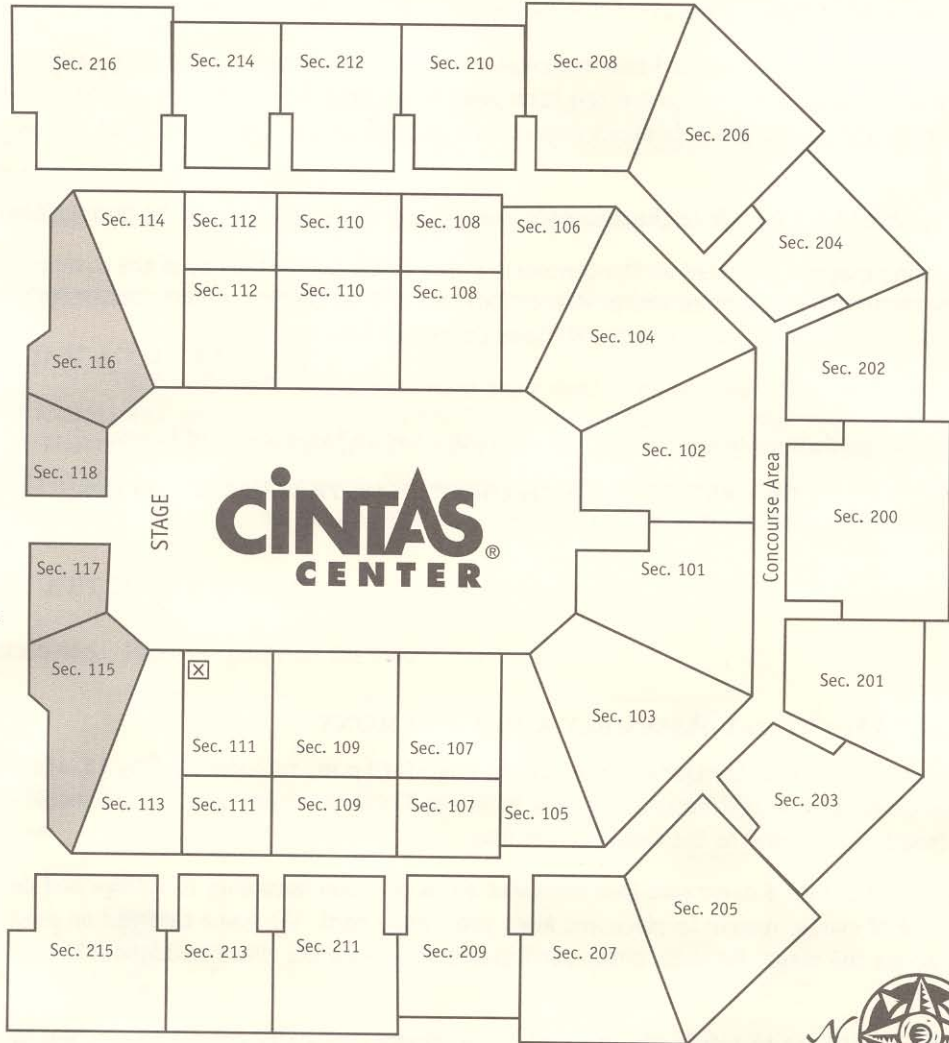 Sec. 216
Sec. 214
Sec. 212
Sec. 210
Sec. 208
Sec. 206
Sec. 204
Sec. 202
Sec. 200
Sec. 114
Sec. 112
Sec. 110
Sec. 108
Sec. 106
Sec. 112
Sec. 110
Sec. 108
Sec. 104
Sec. 116
Sec. 102
Sec. 118
STAGE
CINTAS®
CENTER
Concourse Area
Sec. 117
Sec. 101
Sec. 115
X
Sec. 103
Sec. 201
Sec. 111
Sec. 109
Sec. 107
Sec. 113
Sec. 111
Sec. 109
Sec. 107
Sec. 105
Sec. 203
Sec. 205
Sec. 215
Sec. 213
Sec. 211
Sec. 209
Sec. 207
N